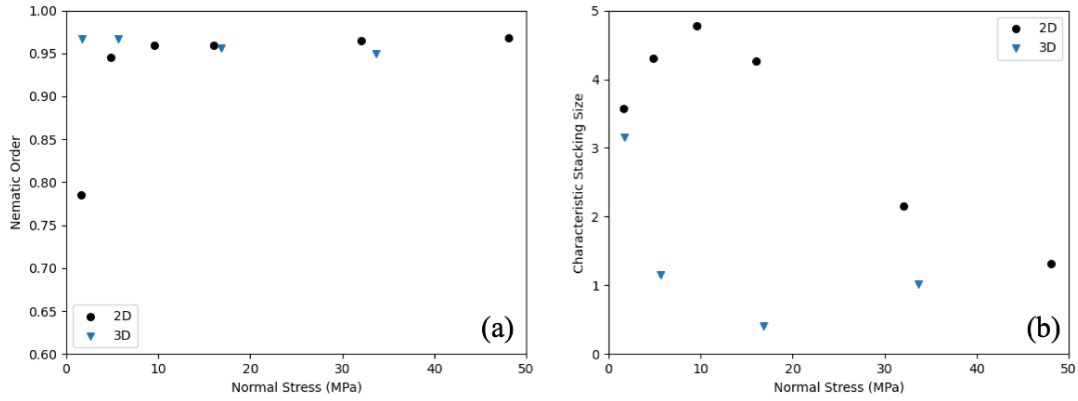 1.00
0.95
0.90
0.85
0.80
0.75
0.70
0.65
0.60
Nematic Order
0
10
20
30
40
50
Normal Stress (MPa)
2D
3D
(a)
5
4
3
2
1
0
Characteristic Stacking Size
0
10
20
30
40
50
Normal Stress (MPa)
2D
3D
(b)